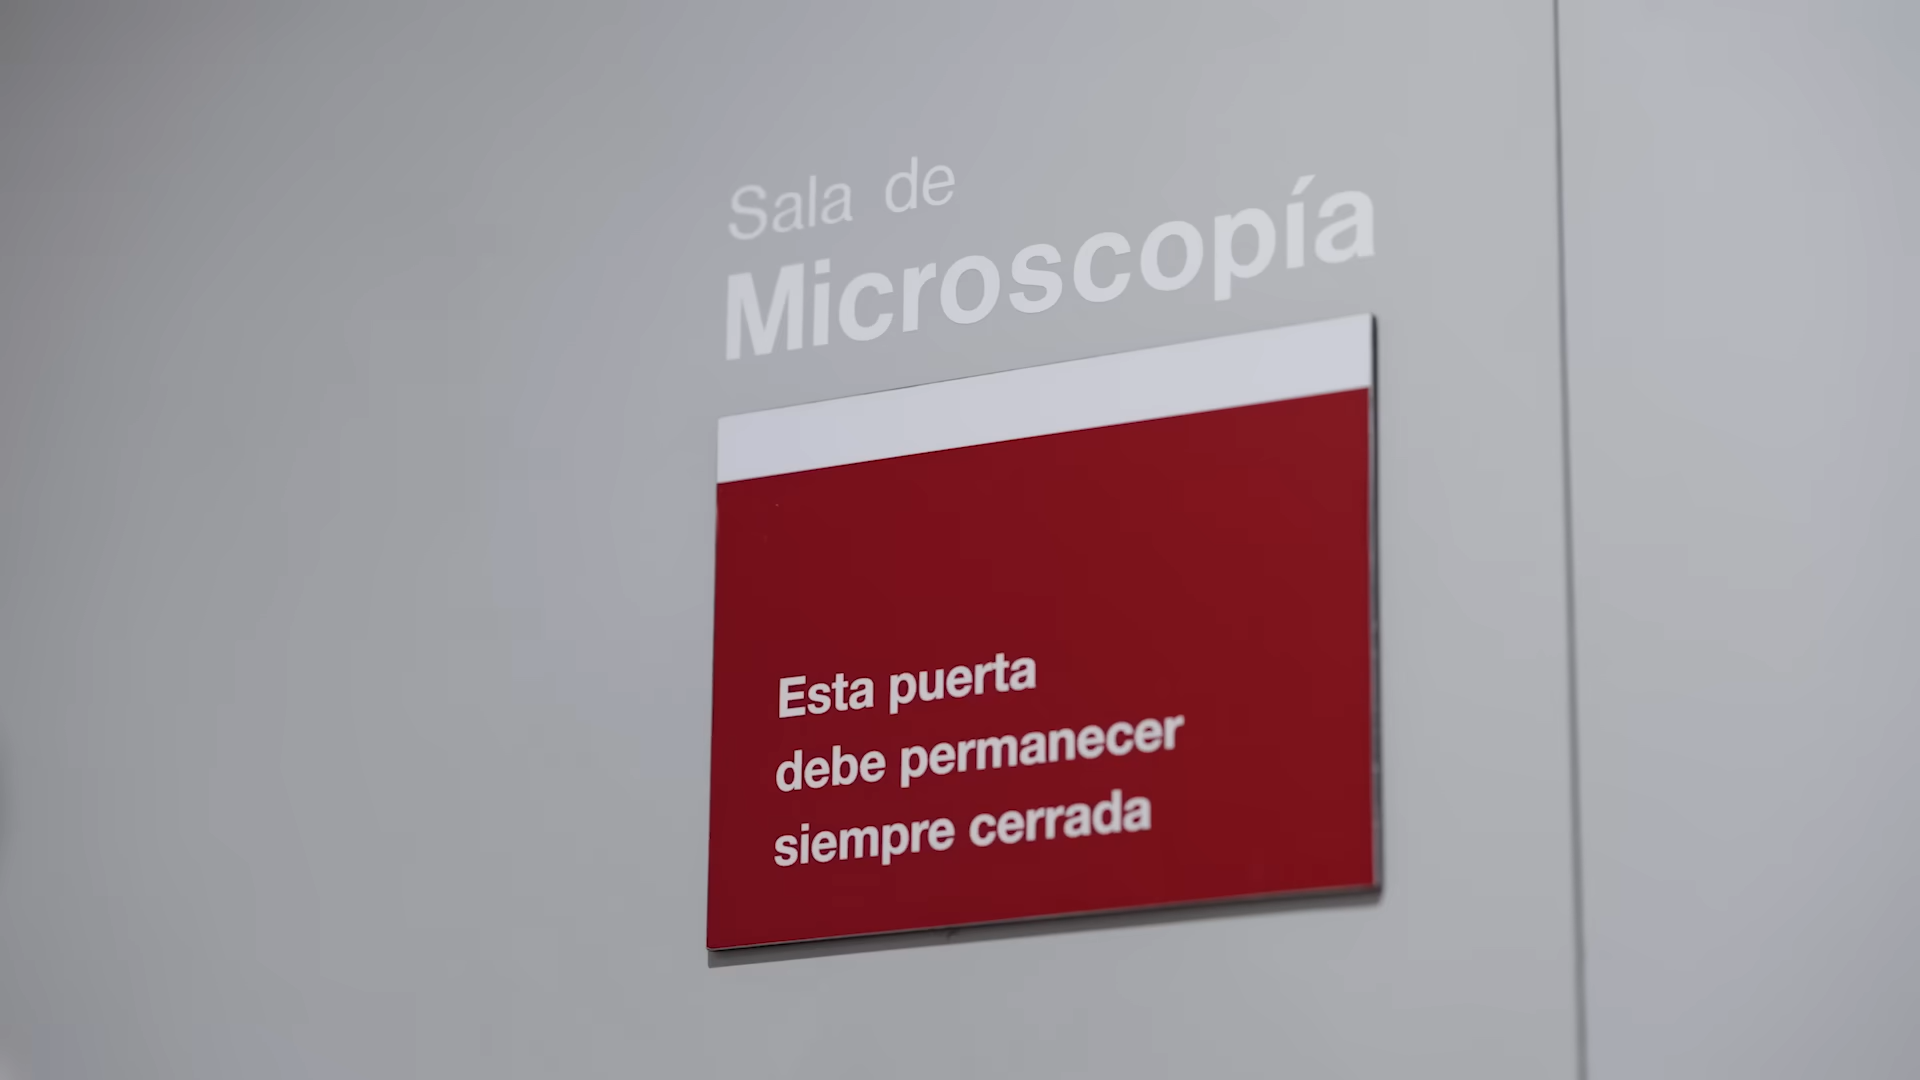 Sala de
Microscopía
Esta puerta
debe permanecer
siempre cerrada